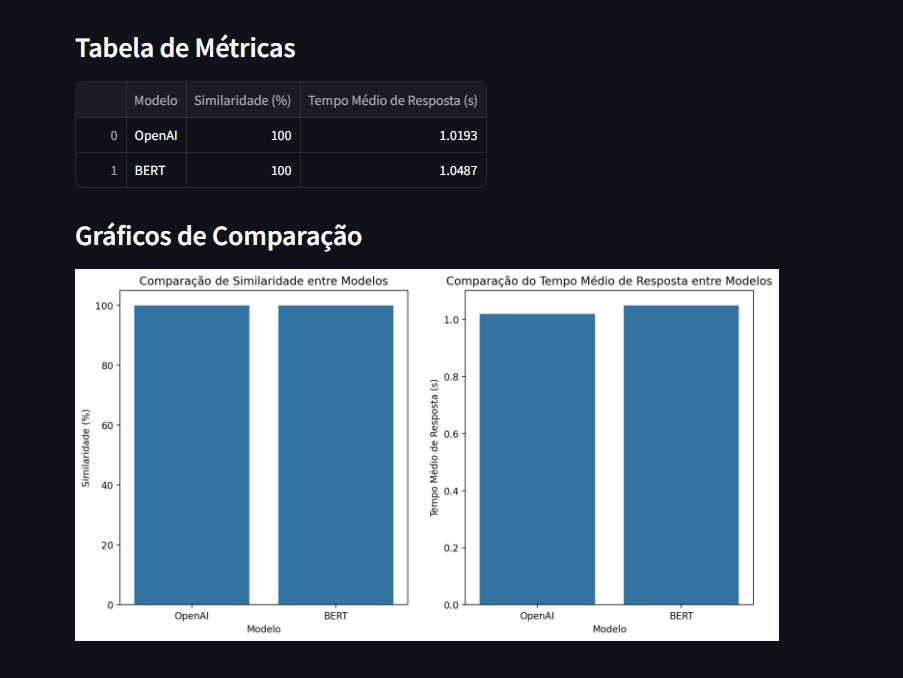 Tabela de Métricas
Modelo Similaridade (%) Tempo Médio de Resposta (s)
0 OpenAI 100 1.0193
1 BERT 100 1.0487
Gráficos de Comparação
Comparação de Similaridade entre Modelos
100
80
60
40
20
0
Similaridade (%)
OpenAI BERT
Modelo
Comparação do Tempo Médio de Resposta entre Modelos
1.0
0.8
0.6
0.4
0.2
0.0
Tempo Médio de Resposta (s)
OpenAI BERT
Modelo